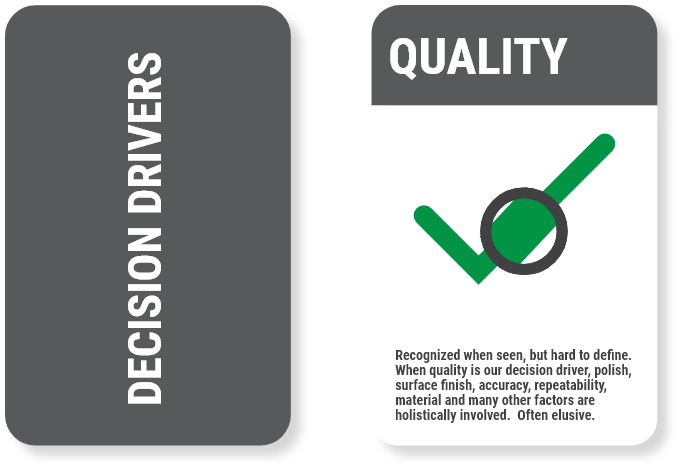 DECISION DRIVERS
QUALITY
Recognized when seen, but hard to define.
When quality is our decision driver, polish,
surface finish, accuracy, repeatability,
material and many other factors are
holistically involved.  Often elusive.